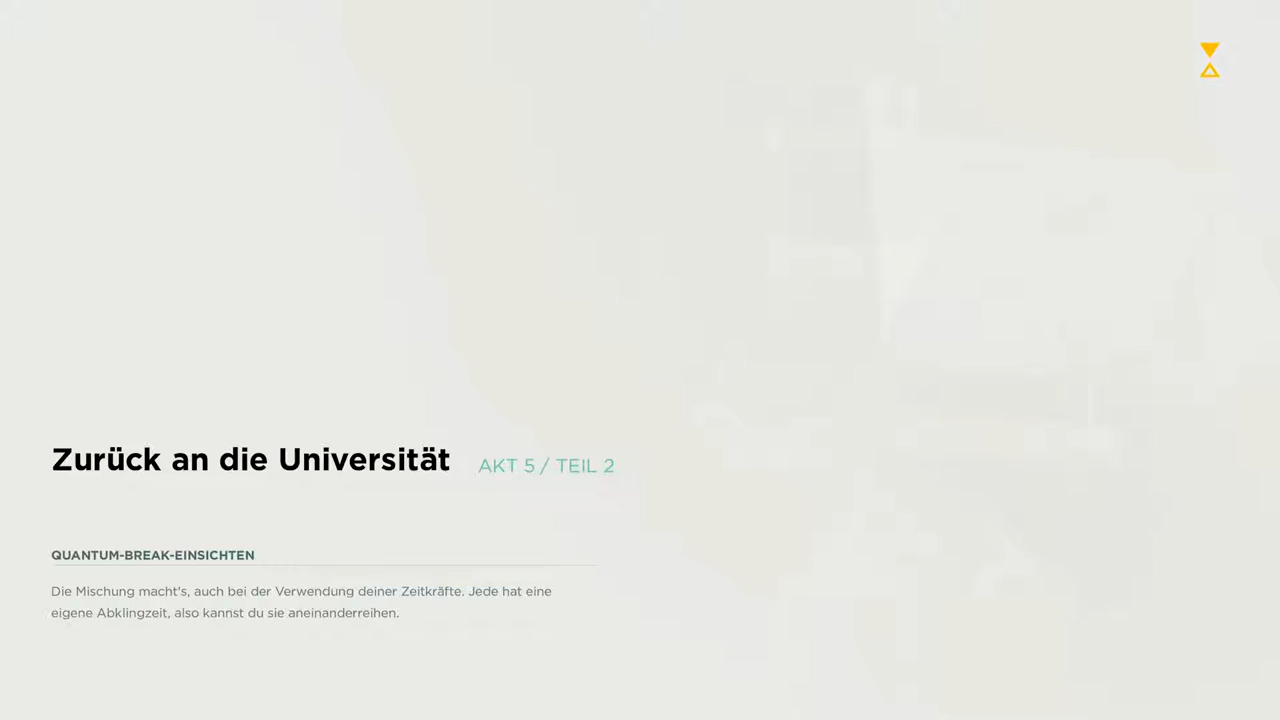 Zurück an die Universität AKT 5 / TEIL 2
QUANTUM-BREAK-EINSICHTEN
Die Mischung macht's, auch bei der Verwendung deiner Zeitkräfte. Jede hat eine
eigene Abklingzeit, also kannst du sie aneinanderreihen.